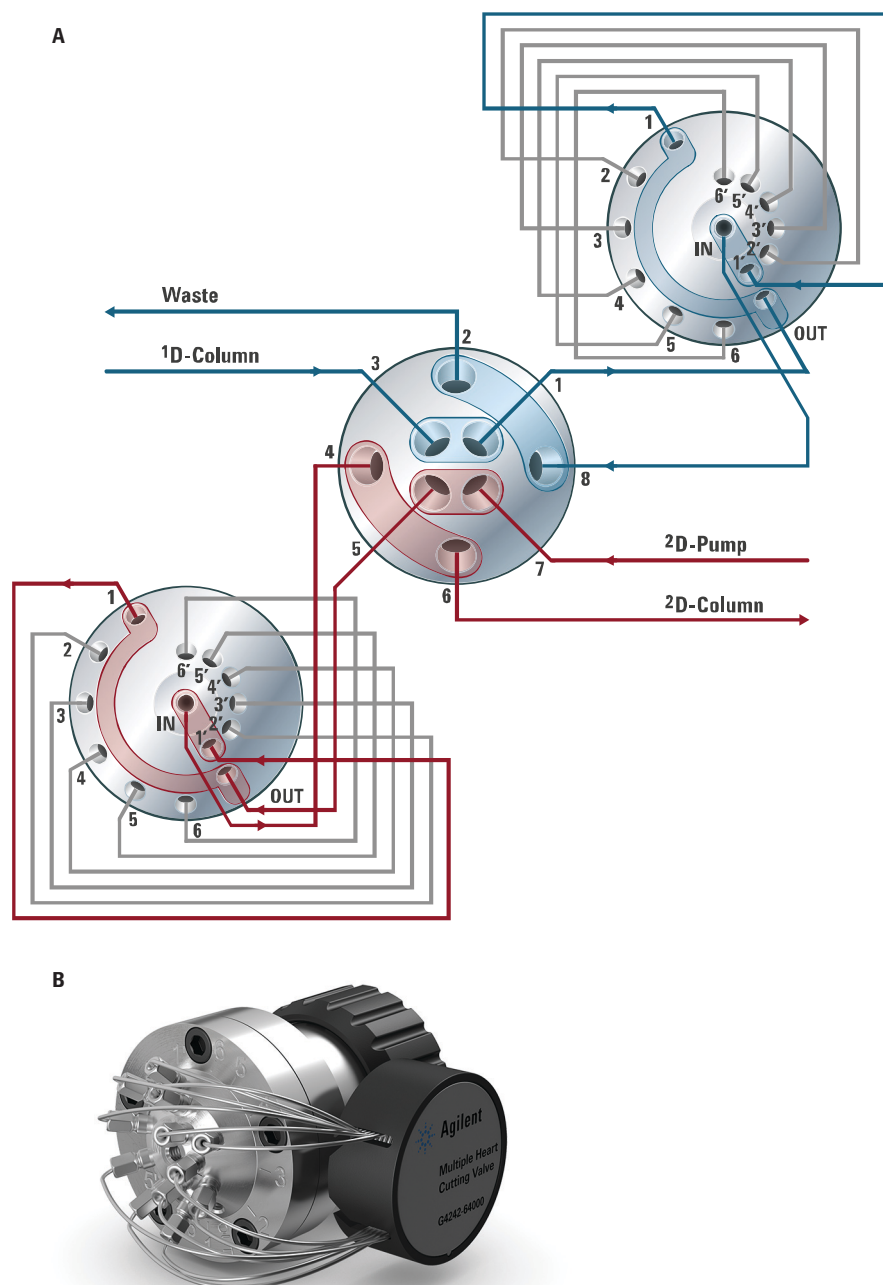 A
1
2
3
4
5
6
6′
5′
4′
3′
2′
1′
IN
OUT
Waste
¹D-Column
2
3
1
4
8
5
7
6
²D-Pump
²D-Column
1
2
3
4
5
6
6′
5′
4′
3′
2′
1′
IN
OUT
B
Agilent
Multiple Heart
Cutting Valve
G4242-64000